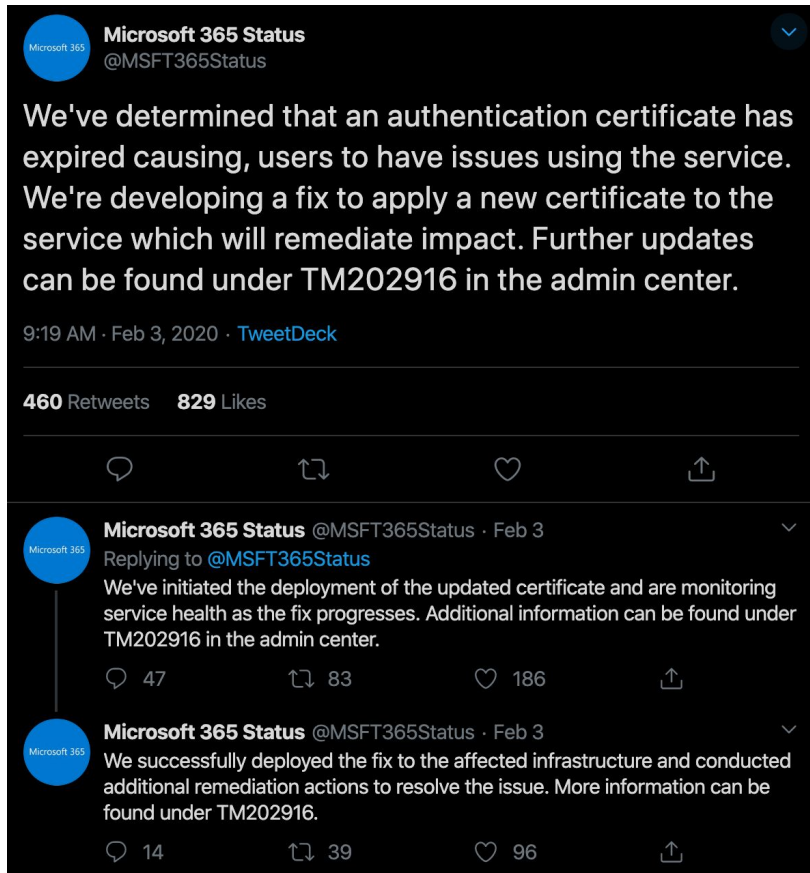 Microsoft 365
Microsoft 365 Status
@MSFT365Status
We've determined that an authentication certificate has
expired causing, users to have issues using the service.
We're developing a fix to apply a new certificate to the
service which will remediate impact. Further updates
can be found under TM202916 in the admin center.
9:19 AM · Feb 3, 2020 · TweetDeck
460 Retweets 829 Likes
Microsoft 365
Microsoft 365 Status @MSFT365Status · Feb 3
Replying to @MSFT365Status
We've initiated the deployment of the updated certificate and are monitoring
service health as the fix progresses. Additional information can be found under
TM202916 in the admin center.
47 83 186
Microsoft 365
Microsoft 365 Status @MSFT365Status · Feb 3
We successfully deployed the fix to the affected infrastructure and conducted
additional remediation actions to resolve the issue. More information can be
found under TM202916.
14 39 96